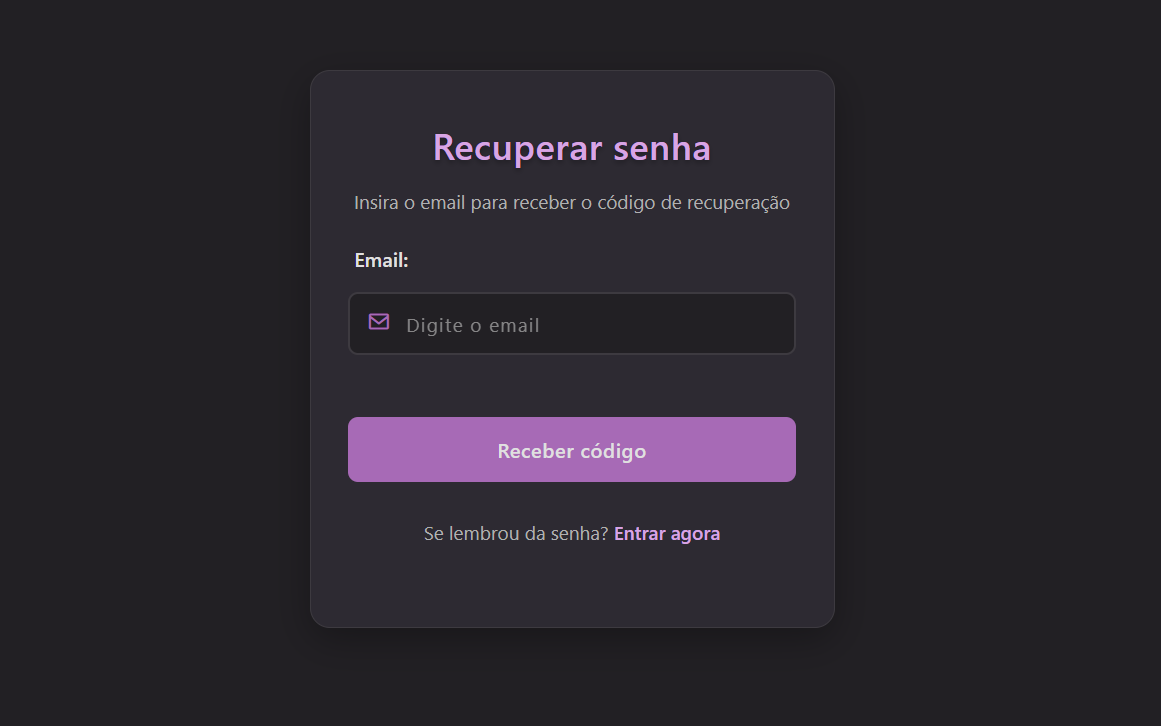 Recuperar senha
Insira o email para receber o código de recuperação
Email:
Digite o email
Receber código
Se lembrou da senha? Entrar agora